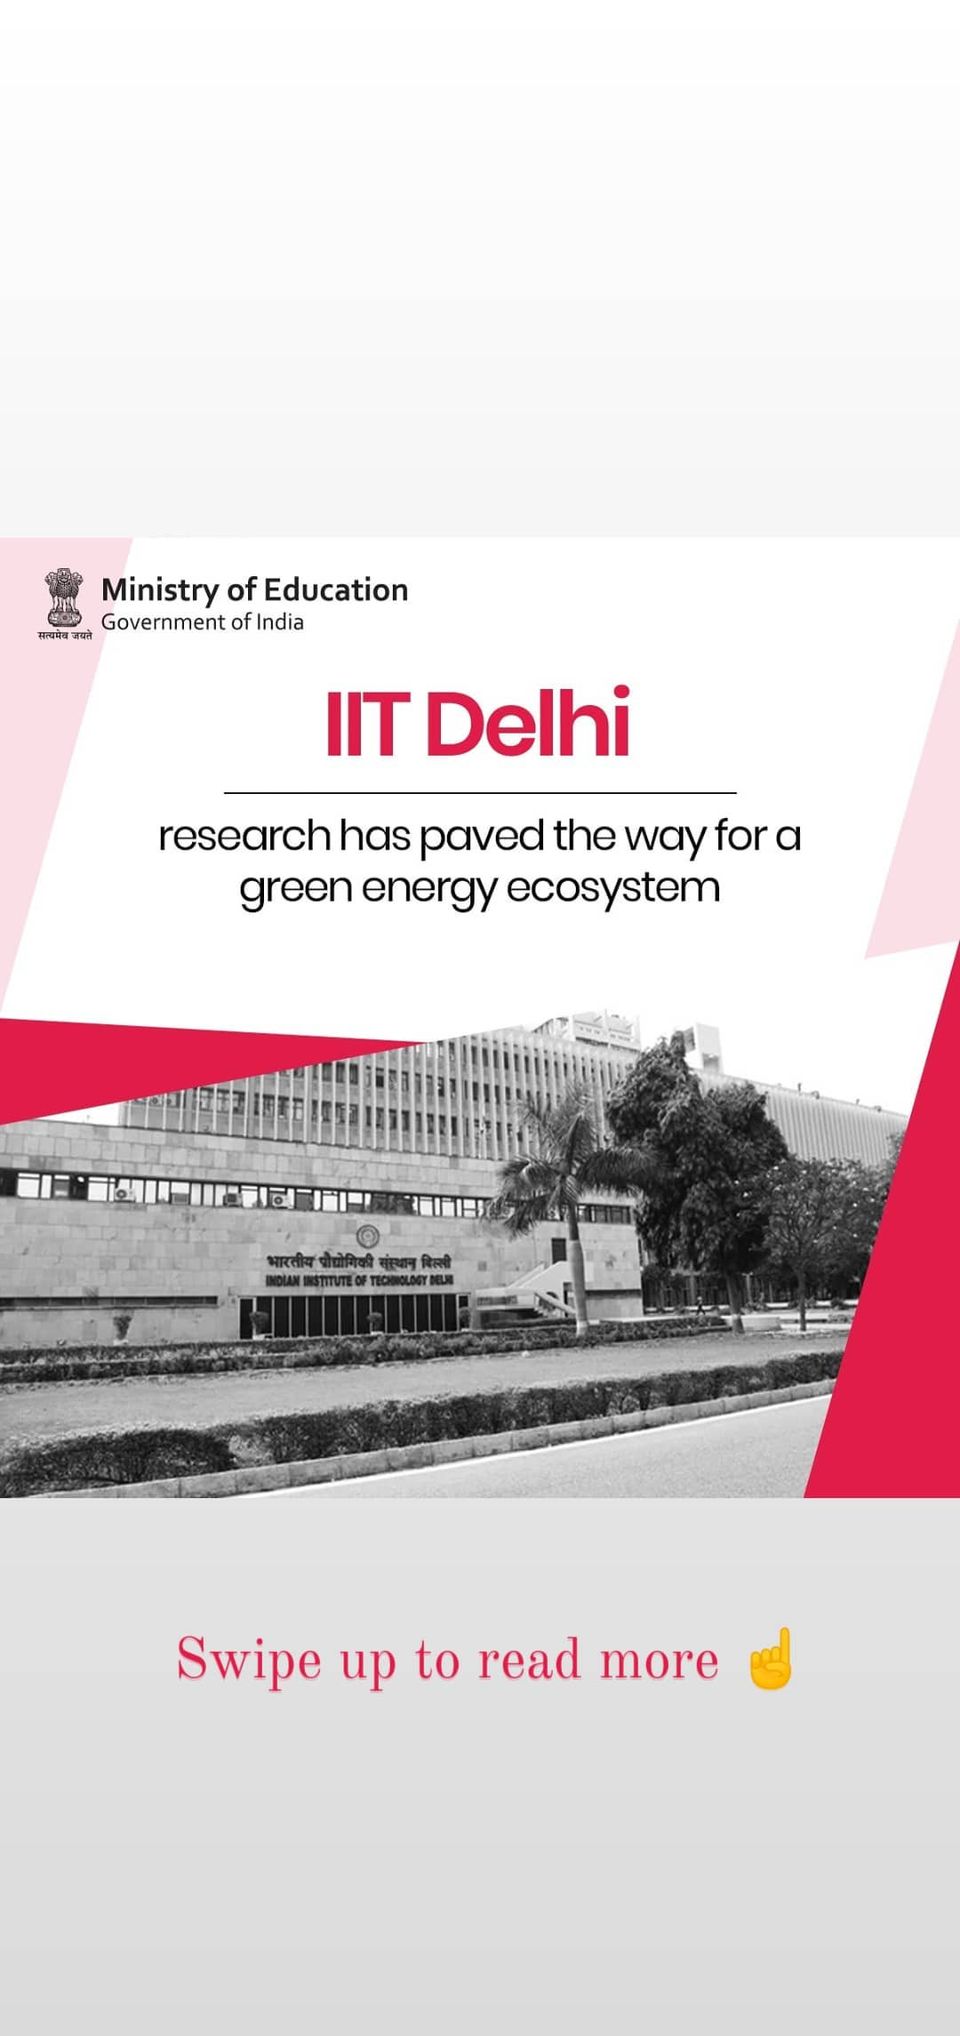 सत्यमेव जयते
Ministry of Education
Government of India
IIT Delhi
research has paved the way for a
green energy ecosystem
भारतीय प्रौद्योगिकी संस्थान दिल्ली
INDIAN INSTITUTE OF TECHNOLOGY DELHI
Swipe up to read more ☝